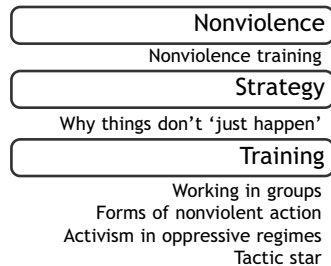 Nonviolence
Nonviolence training
Strategy
Why things don’t ‘just happen’
Training
Working in groups
Forms of nonviolent action
Activism in oppressive regimes
Tactic star